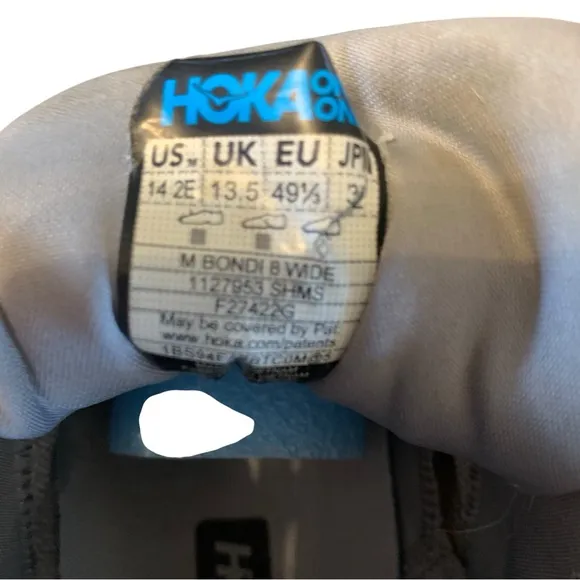 HOKA
US M UK EU
14 2E 13.5 49⅓
M BONDI 8 WIDE
1127953 SHMS
F27422G
May be covered by Pat.
www.hoka.com/patents
H